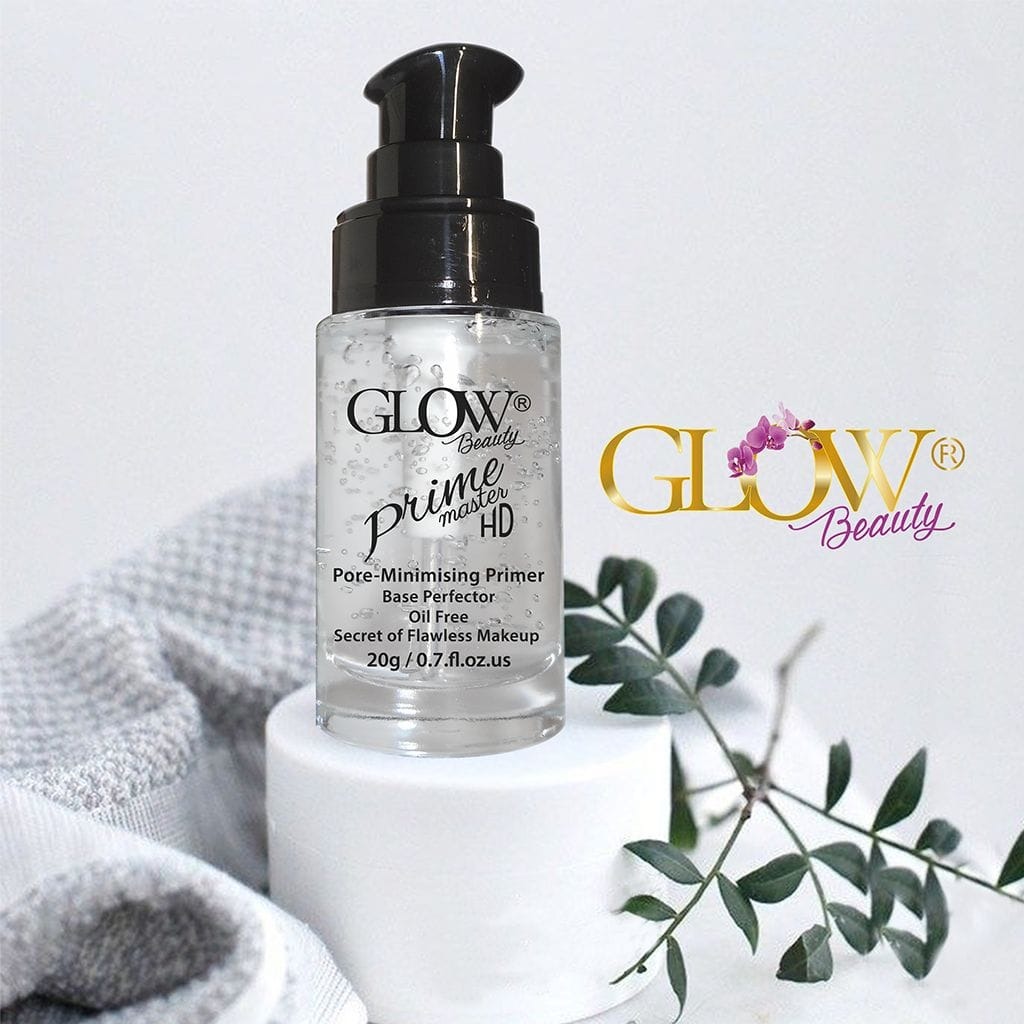 GLOW®
Beauty
prime
master
HD
Pore-Minimising Primer
Base Perfector
Oil Free
Secret of Flawless Makeup
20g / 0.7.fl.oz.us
GLOW®
Beauty